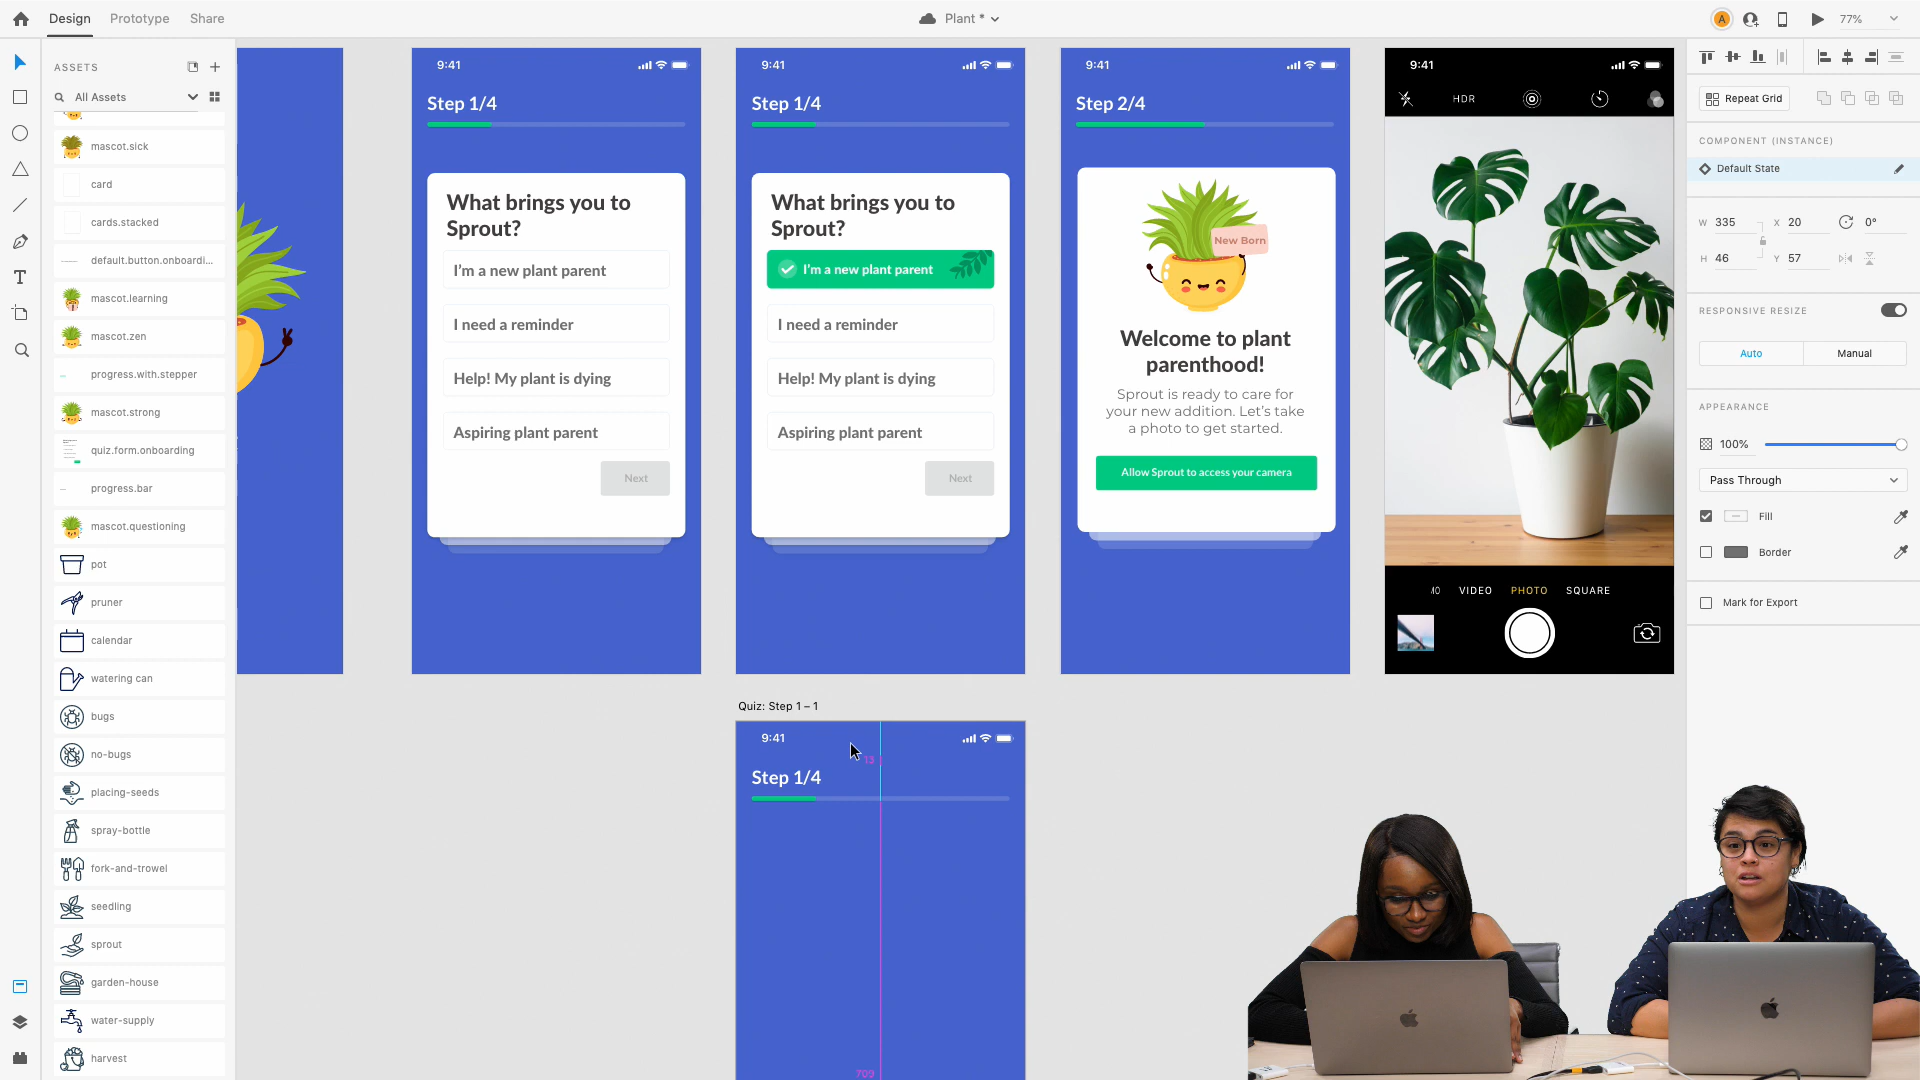 Design
Prototype
Share
Plant *
A
77%
ASSETS
All Assets
mascot.sick
card
cards.stacked
default.button.onboardi...
mascot.learning
mascot.zen
progress.with.stepper
mascot.strong
quiz.form.onboarding
progress.bar
mascot.questioning
pot
pruner
calendar
watering can
bugs
no-bugs
placing-seeds
spray-bottle
fork-and-trowel
seedling
sprout
garden-house
water-supply
harvest
9:41
Step 1/4
What brings you to
Sprout?
I'm a new plant parent
I need a reminder
Help! My plant is dying
Aspiring plant parent
Next
9:41
Step 1/4
What brings you to
Sprout?
I'm a new plant parent
I need a reminder
Help! My plant is dying
Aspiring plant parent
Next
9:41
Step 2/4
New Born
Welcome to plant
parenthood!
Sprout is ready to care for
your new addition. Let's take
a photo to get started.
Allow Sprout to access your camera
9:41
HDR
VIDEO
PHOTO
SQUARE
Quiz: Step 1 – 1
9:41
13
Step 1/4
709
Repeat Grid
COMPONENT (INSTANCE)
Default State
W 335 X 20 0°
H 46 Y 57
RESPONSIVE RESIZE
Auto
Manual
APPEARANCE
100%
Pass Through
Fill
Border
Mark for Export